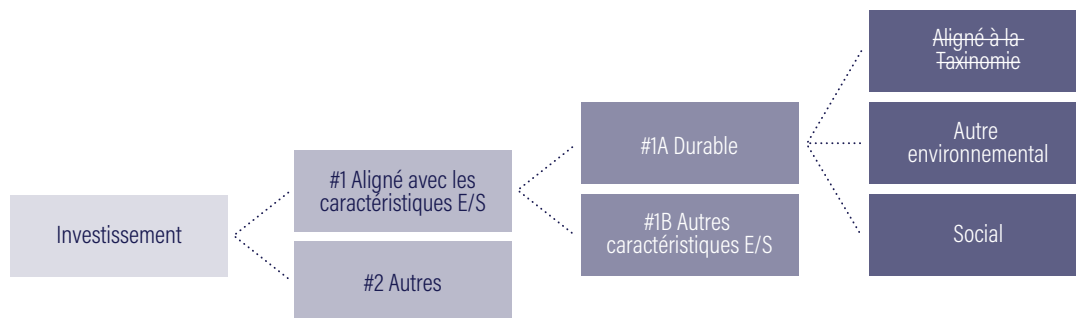 Investissement
#1 Aligné avec les
caractéristiques E/S
#2 Autres
#1A Durable
#1B Autres
caractéristiques E/S
Aligné à la
Taxinomie
Autre
environnemental
Social